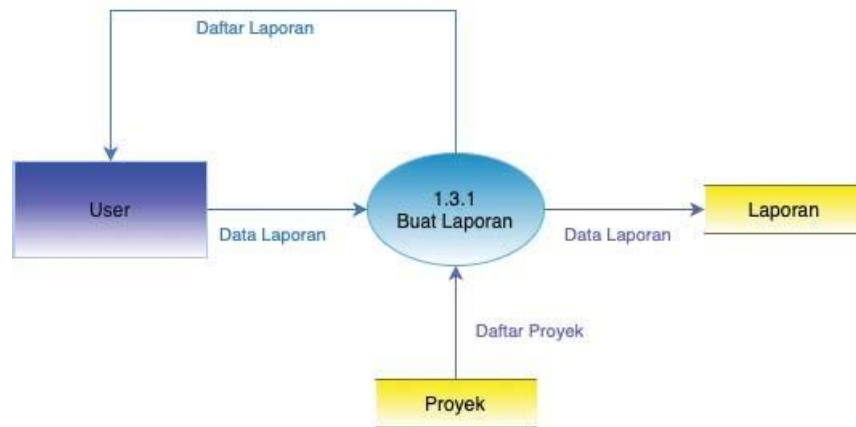 Daftar Laporan
User
Data Laporan
1.3.1
Buat Laporan
Data Laporan
Laporan
Daftar Proyek
Proyek